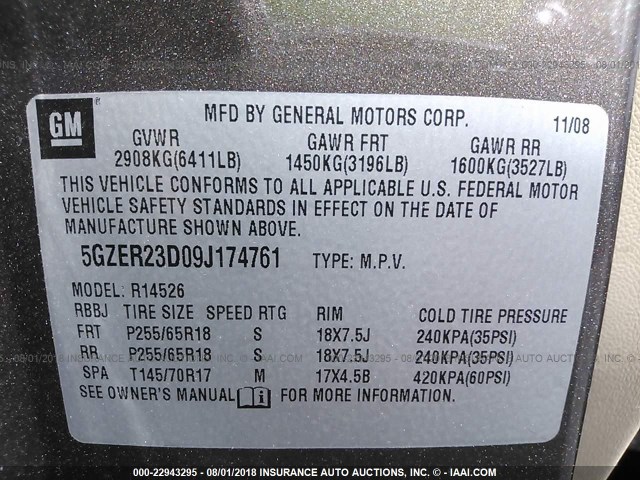 GM
MFD BY GENERAL MOTORS CORP. 11/08
GVWR GAWR FRT GAWR RR
2908KG(6411LB) 1450KG(3196LB) 1600KG(3527LB)
THIS VEHICLE CONFORMS TO ALL APPLICABLE U.S. FEDERAL MOTOR
VEHICLE SAFETY STANDARDS IN EFFECT ON THE DATE OF
MANUFACTURE SHOWN ABOVE.
5GZER23D09J174761 TYPE: M.P.V.
MODEL: R14526
RBBJ TIRE SIZE SPEED RTG RIM COLD TIRE PRESSURE
FRT P255/65R18 S 18X7.5J 240KPA(35PSI)
RR P255/65R18 S 18X7.5J 240KPA(35PSI)
SPA T145/70R17 M 17X4.5B 420KPA(60PSI)
SEE OWNER'S MANUAL i FOR MORE INFORMATION.
000-22943295 - 08/01/2018 INSURANCE AUTO AUCTIONS, INC. - IAAI.COM